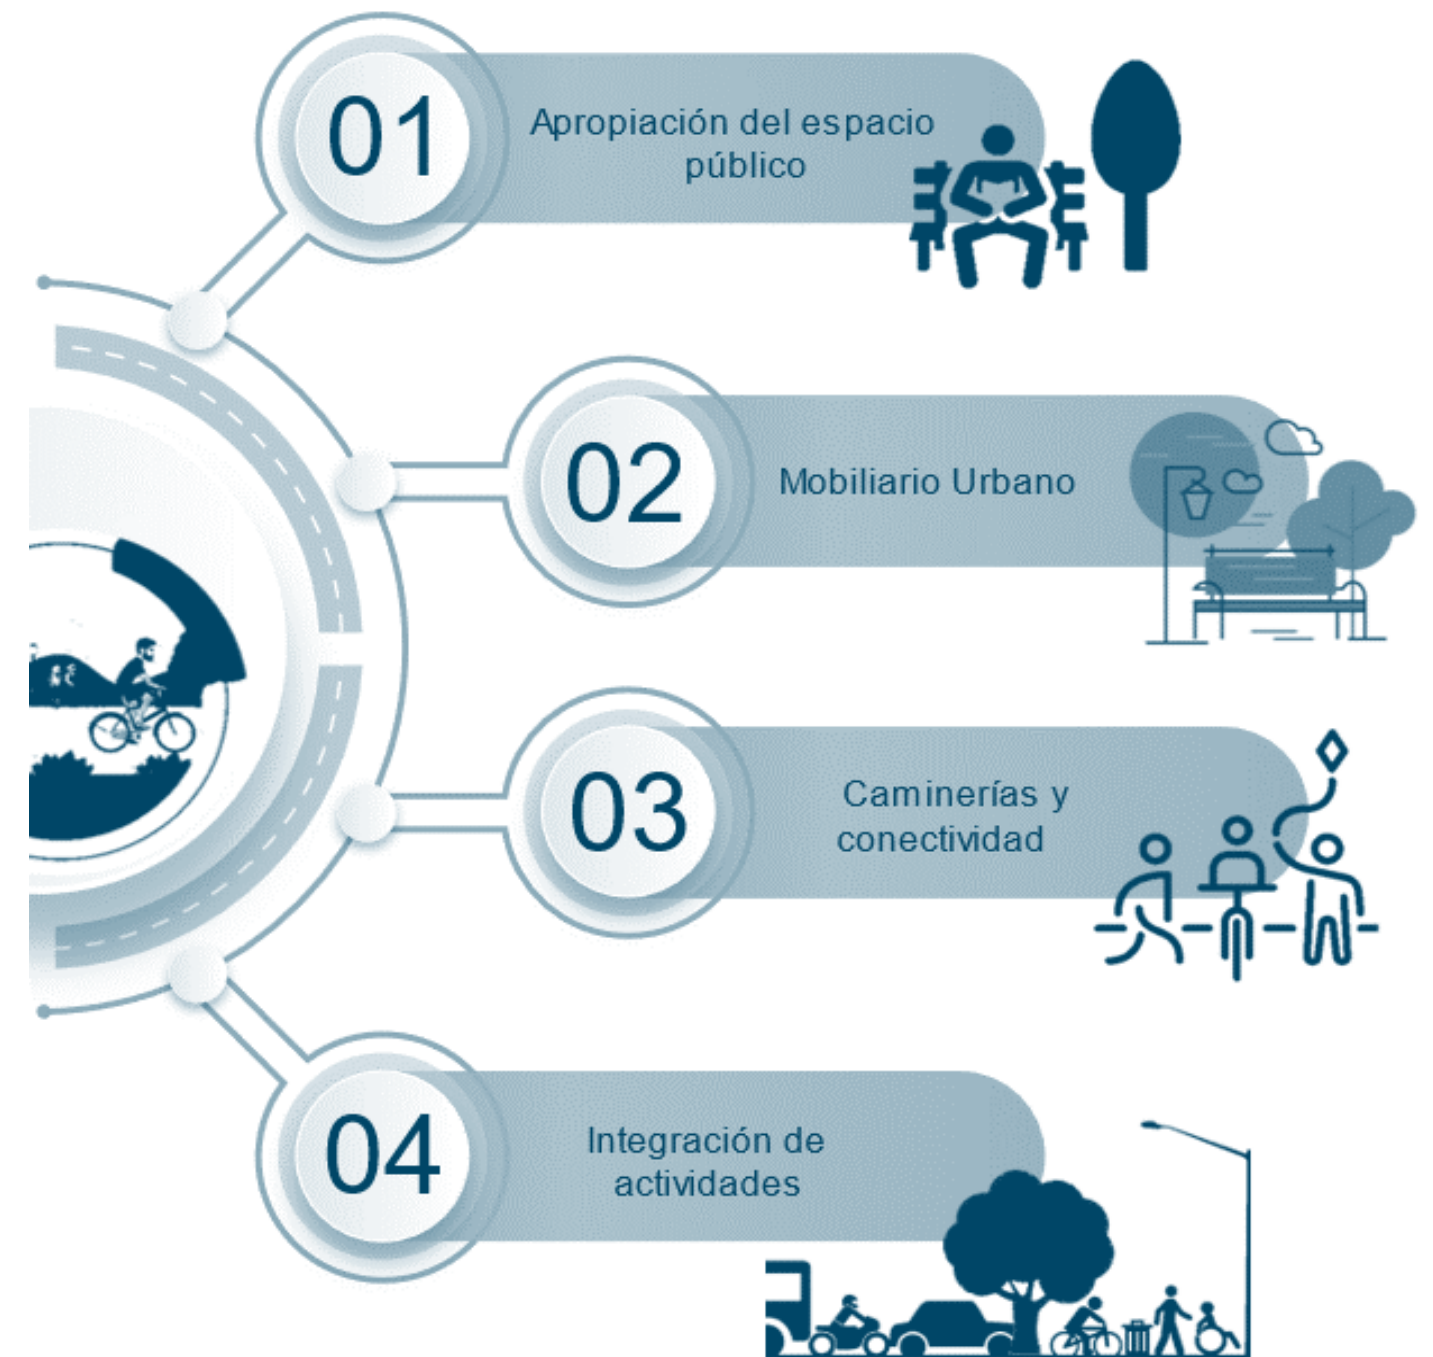 01
Apropiación del espacio
público
02
Mobiliario Urbano
03
Caminerías y
conectividad
04
Integración de
actividades